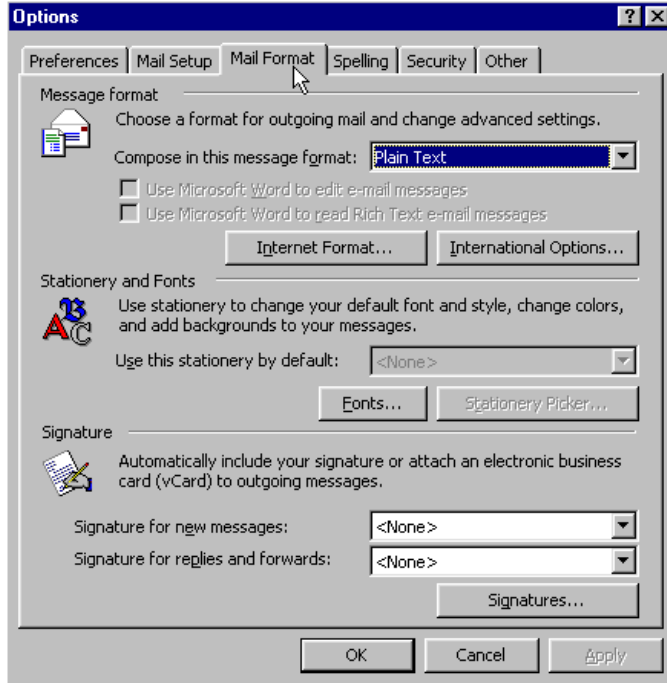 Options
Preferences Mail Setup Mail Format Spelling Security Other
Message format
Choose a format for outgoing mail and change advanced settings.
Compose in this message format: Plain Text
Use Microsoft Word to edit e-mail messages
Use Microsoft Word to read Rich Text e-mail messages
Internet Format... International Options...
Stationery and Fonts
Use stationery to change your default font and style, change colors,
and add backgrounds to your messages.
Use this stationery by default: <None>
Fonts... Stationery Picker...
Signature
Automatically include your signature or attach an electronic business
card (vCard) to outgoing messages.
Signature for new messages: <None>
Signature for replies and forwards: <None>
Signatures...
OK Cancel Apply